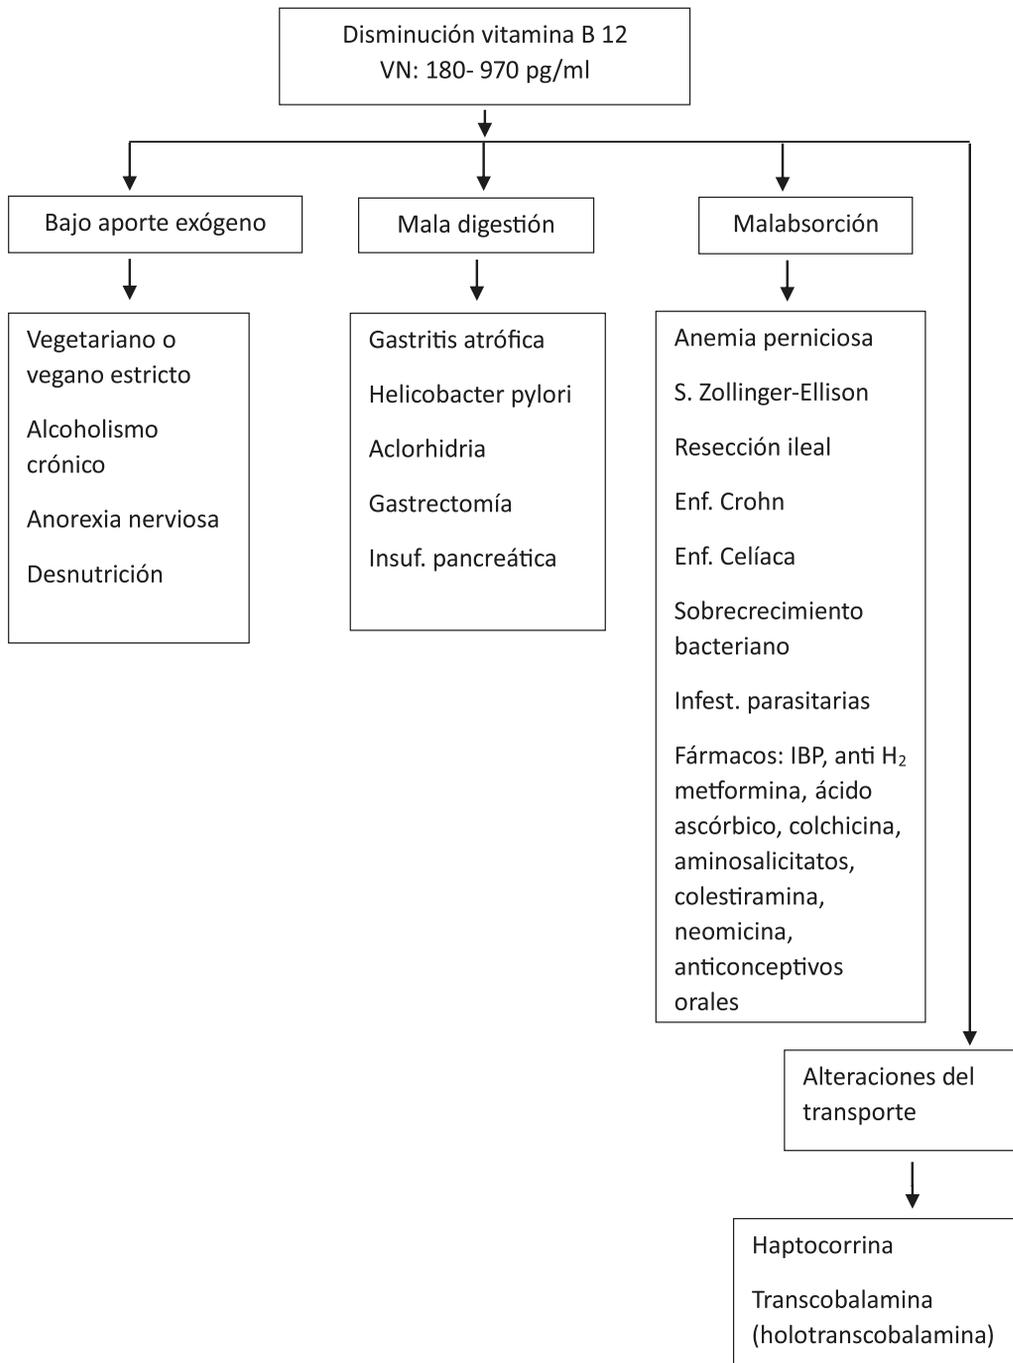 Disminución vitamina B 12
VN: 180- 970 pg/ml
Bajo aporte exógeno
Mala digestión
Malabsorción
Vegetariano o
vegano estricto
Alcoholismo
crónico
Anorexia nerviosa
Desnutrición
Gastritis atrófica
Helicobacter pylori
Aclorhidria
Gastrectomía
Insuf. pancreática
Anemia perniciosa
S. Zollinger-Ellison
Resección ileal
Enf. Crohn
Enf. Celíaca
Sobrecrecimiento
bacteriano
Infest. parasitarias
Fármacos: IBP, anti H₂
metformina, ácido
ascórbico, colchicina,
aminosalicitatos,
colestiramina,
neomicina,
anticonceptivos
orales
Alteraciones del
transporte
Haptocorrina
Transcobalamina
(holotranscobalamina)